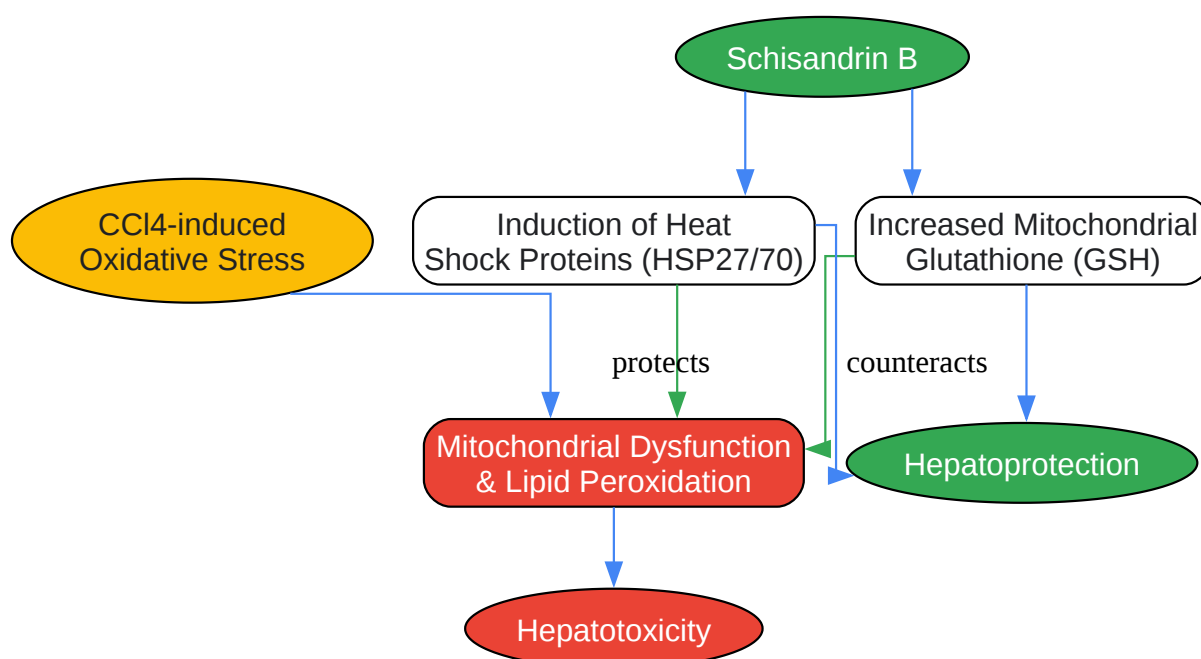 Schisandrin B
CCl4-induced
Oxidative Stress
Induction of Heat
Shock Proteins (HSP27/70)
Increased Mitochondrial
Glutathione (GSH)
protects
counteracts
Mitochondrial Dysfunction
& Lipid Peroxidation
Hepatoprotection
Hepatotoxicity